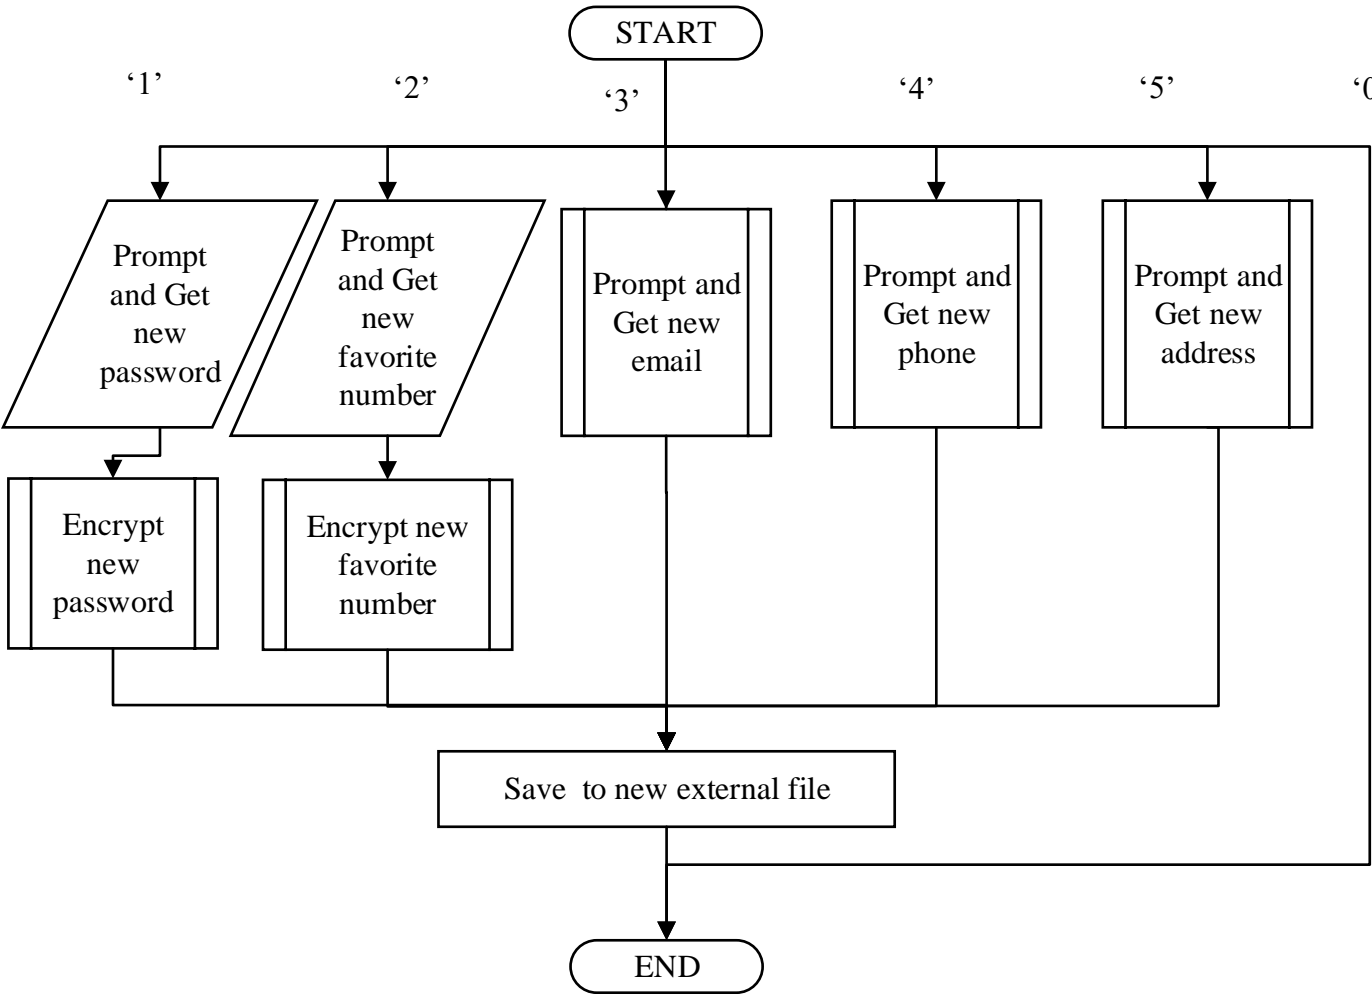 START
‘1’
‘2’
‘3’
‘4’
‘5’
‘0
Prompt
and Get
new
password
Prompt
and Get
new
favorite
number
Prompt and
Get new
email
Prompt and
Get new
phone
Prompt and
Get new
address
Encrypt
new
password
Encrypt new
favorite
number
Save  to new external file
END